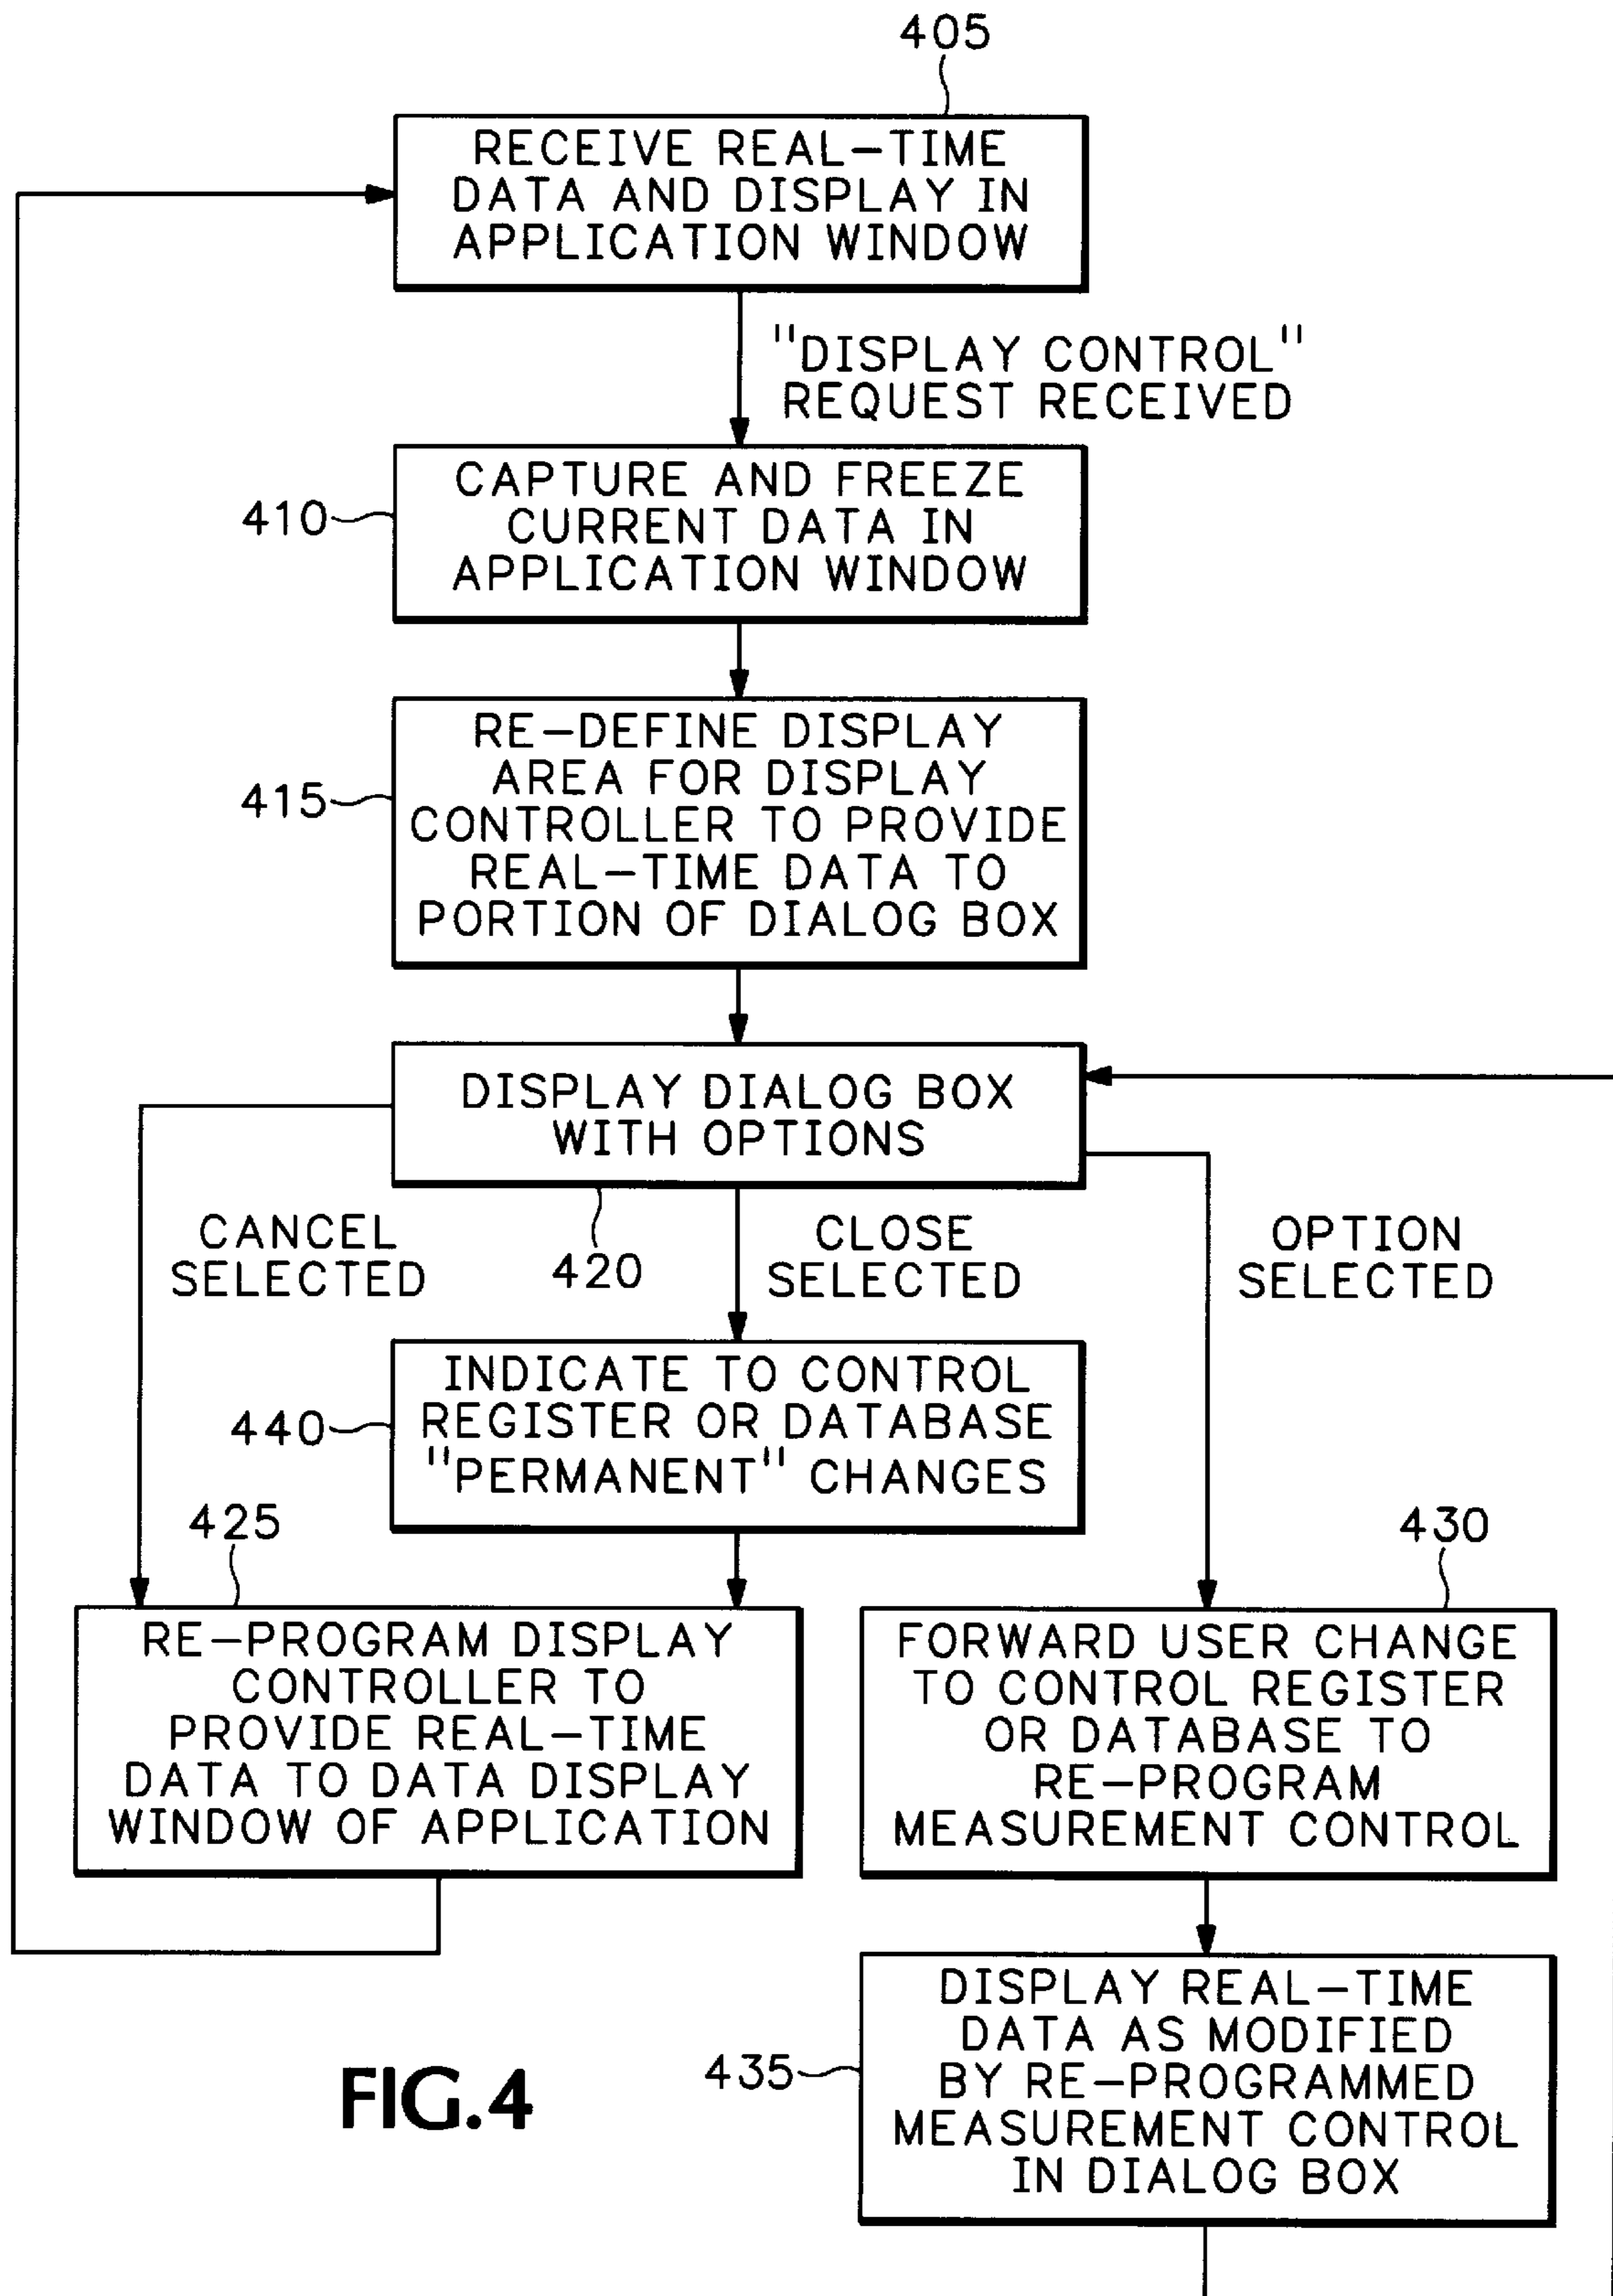 405
RECEIVE REAL-TIME
DATA AND DISPLAY IN
APPLICATION WINDOW
"DISPLAY CONTROL"
REQUEST RECEIVED
410
CAPTURE AND FREEZE
CURRENT DATA IN
APPLICATION WINDOW
415
RE-DEFINE DISPLAY
AREA FOR DISPLAY
CONTROLLER TO PROVIDE
REAL-TIME DATA TO
PORTION OF DIALOG BOX
DISPLAY DIALOG BOX
WITH OPTIONS
420
CANCEL
SELECTED
CLOSE
SELECTED
OPTION
SELECTED
440
INDICATE TO CONTROL
REGISTER OR DATABASE
"PERMANENT" CHANGES
425
RE-PROGRAM DISPLAY
CONTROLLER TO
PROVIDE REAL-TIME
DATA TO DATA DISPLAY
WINDOW OF APPLICATION
430
FORWARD USER CHANGE
TO CONTROL REGISTER
OR DATABASE TO
RE-PROGRAM
MEASUREMENT CONTROL
435
DISPLAY REAL-TIME
DATA AS MODIFIED
BY RE-PROGRAMMED
MEASUREMENT CONTROL
IN DIALOG BOX
FIG.4